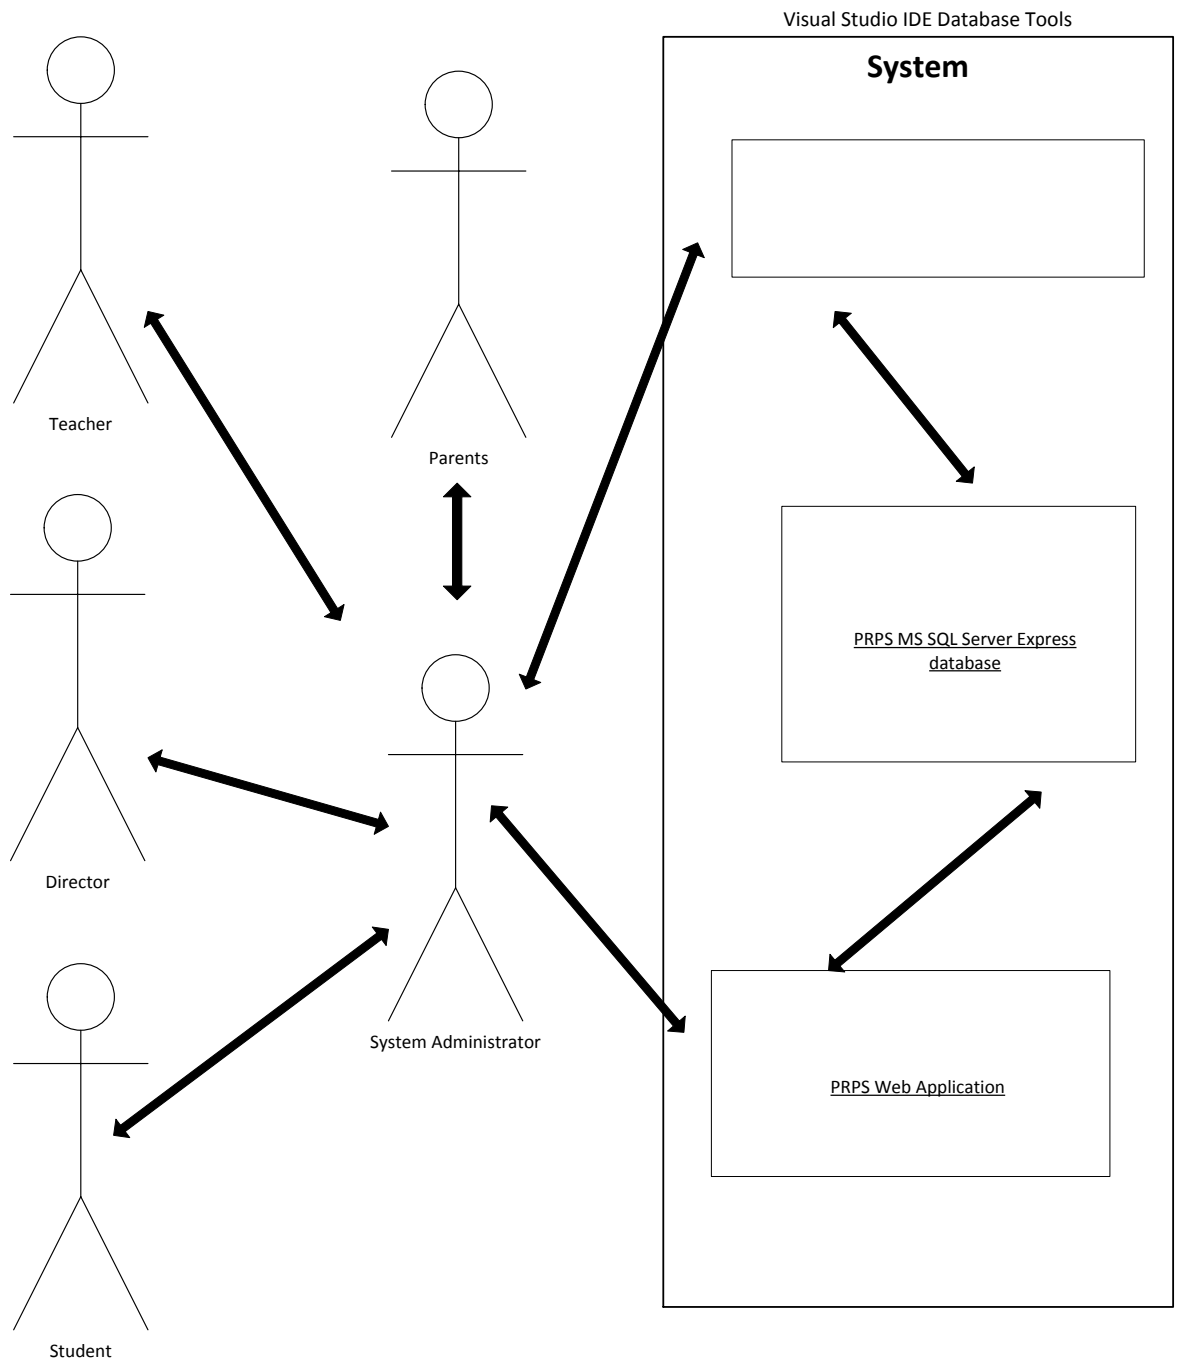 Visual Studio IDE Database Tools
System
Teacher
Parents
PRPS MS SQL Server Express
database
Director
System Administrator
PRPS Web Application
Student